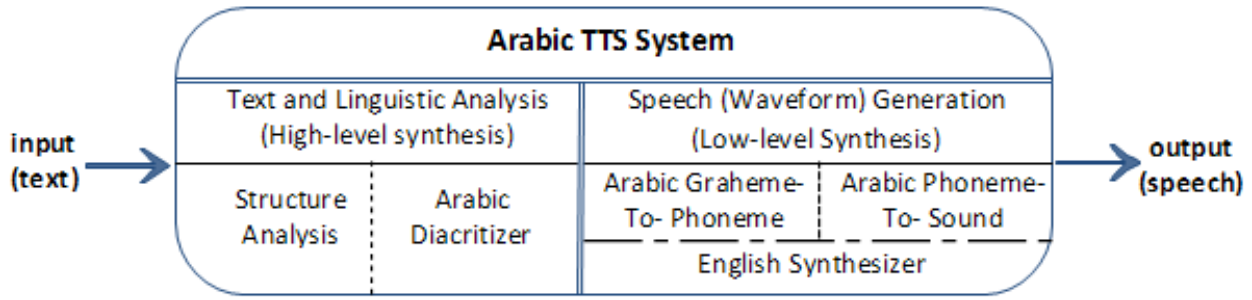 Arabic TTS System
input
(text)
Text and Linguistic Analysis
(High-level synthesis)
Structure
Analysis
Arabic
Diacritizer
Speech (Waveform) Generation
(Low-level Synthesis)
Arabic Graheme-
To- Phoneme
Arabic Phoneme-
To- Sound
English Synthesizer
output
(speech)